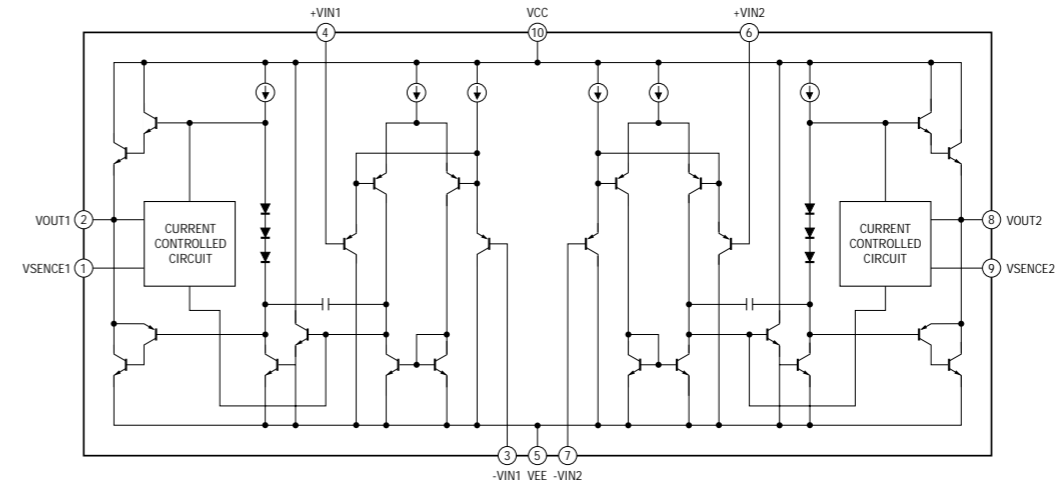 +VIN1
VCC
+VIN2
4
10
6
VOUT1
2
CURRENT
CONTROLLED
CIRCUIT
VSENCE1
1
CURRENT
CONTROLLED
CIRCUIT
8
VOUT2
9
VSENCE2
3
5
7
-VIN1
VEE
-VIN2